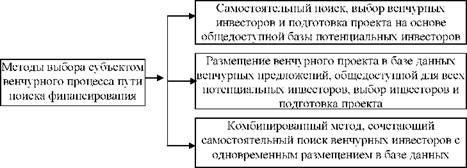 Самостоятельный поиск, выбор венчурных
инвесторов и подготовка проекта на основе
общедоступной базы потенциальных инвесторов
Методы выбора субъектом
венчурного процесса пути
поиска финансирования
Размещение венчурного проекта в базе данных
венчурных предложений, общедоступной для всех
потенциальных инвесторов, выбор инвесторов и
подготовка проекта
Комбинированный метод, сочетающий
самостоятельный поиск венчурных инвесторов с
одновременным размещением в базе данных